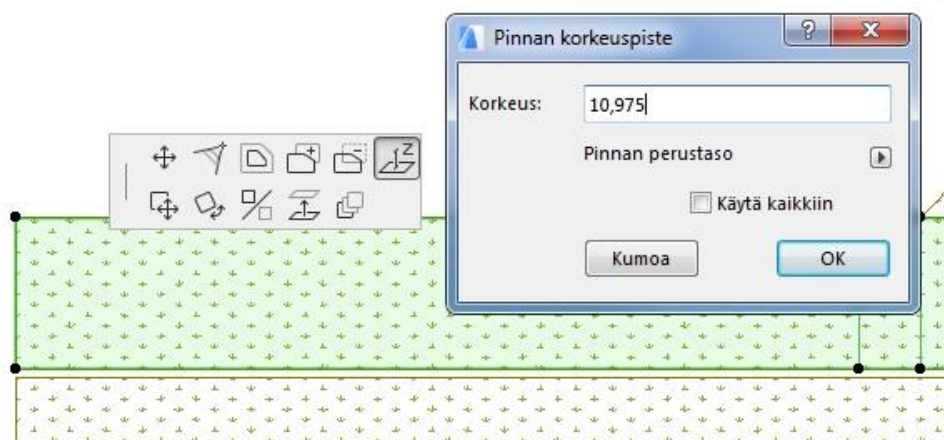 Pinnan korkeuspiste
Korkeus: 10,975
Pinnan perustaso
Käytä kaikkiin
Kumoa OK
Z